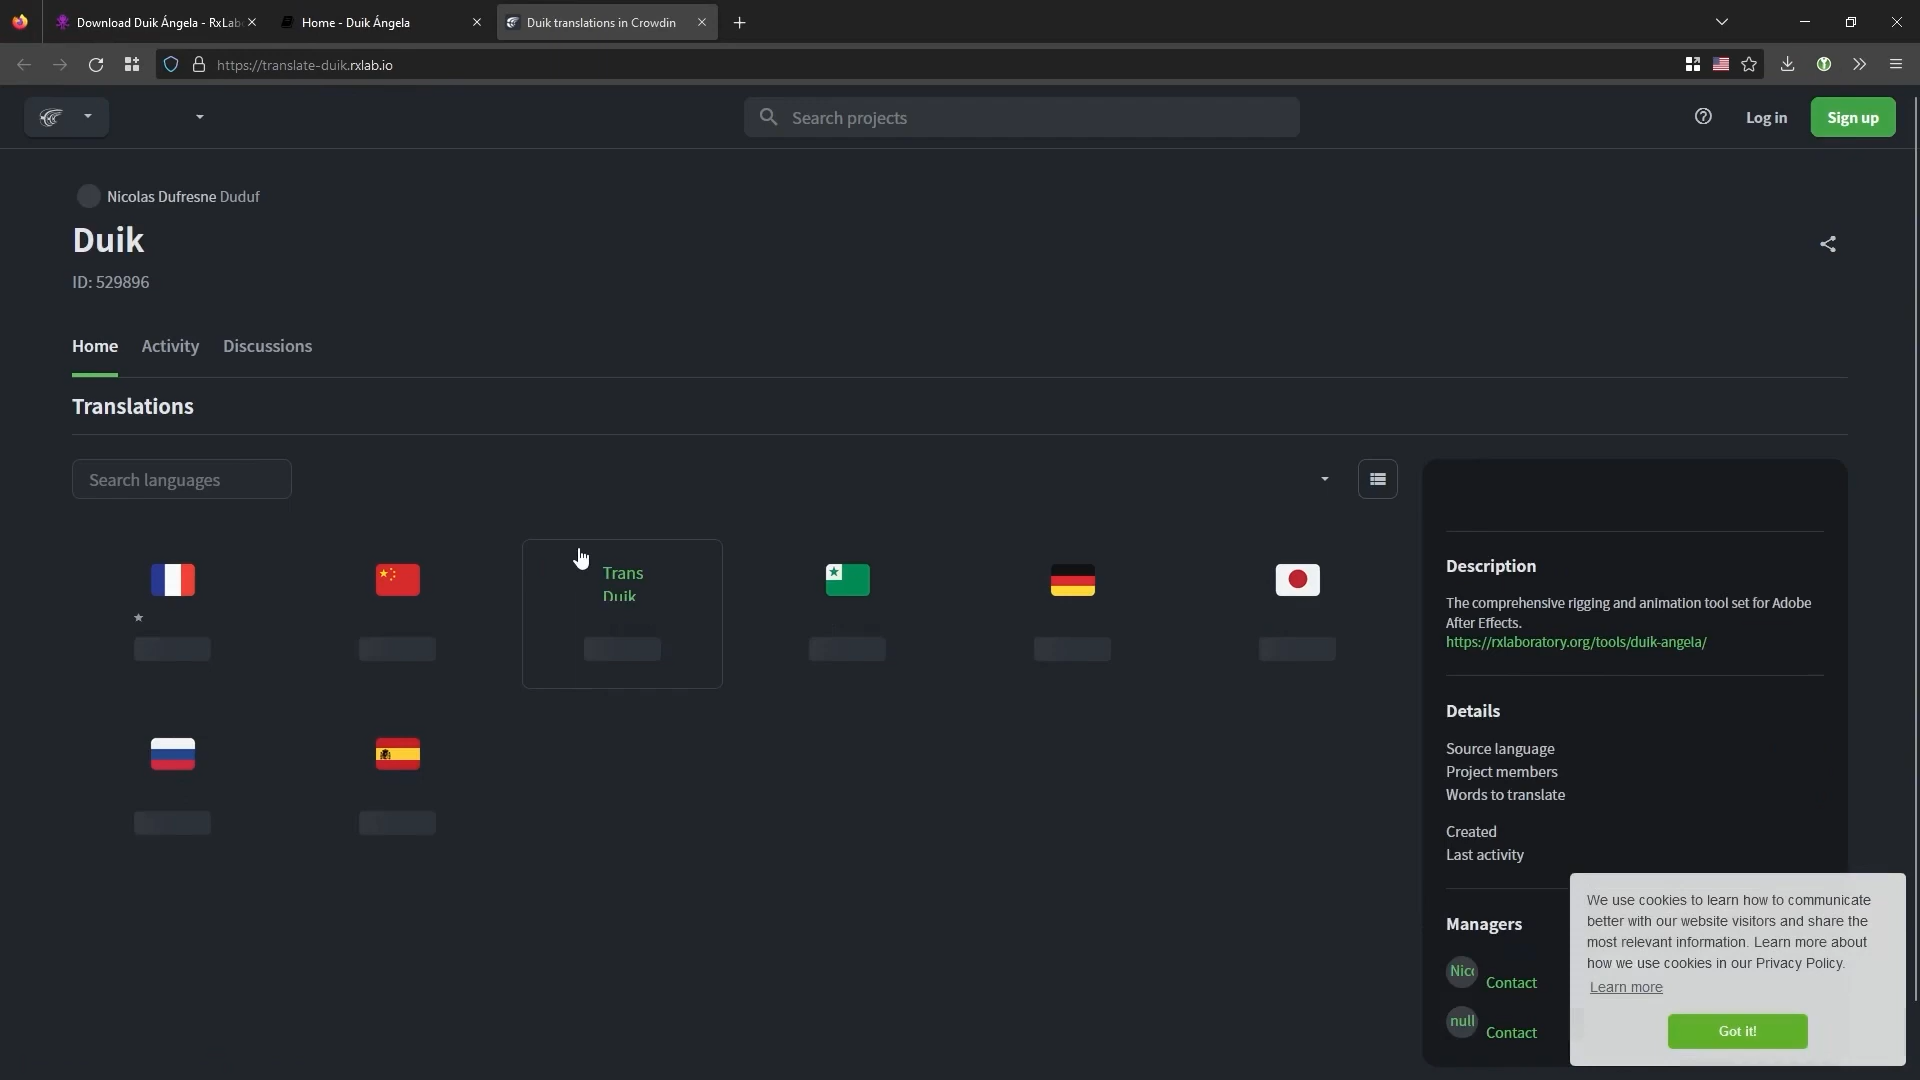 Download Duik Ángela - RxLab
Home - Duik Ángela
Duik translations in Crowdin
https://translate-duik.rxlab.io
Search projects
Log in
Sign up
Nicolas Dufresne Duduf
Duik
ID: 529896
Home
Activity
Discussions
Translations
Search languages
Trans
Duik
Description
The comprehensive rigging and animation tool set for Adobe
After Effects.
https://rxlaboratory.org/tools/duik-angela/
Details
Source language
Project members
Words to translate
Created
Last activity
Managers
Nico
Contact
null
Contact
We use cookies to learn how to communicate
better with our website visitors and share the
most relevant information. Learn more about
how we use cookies in our Privacy Policy.
Learn more
Got it!